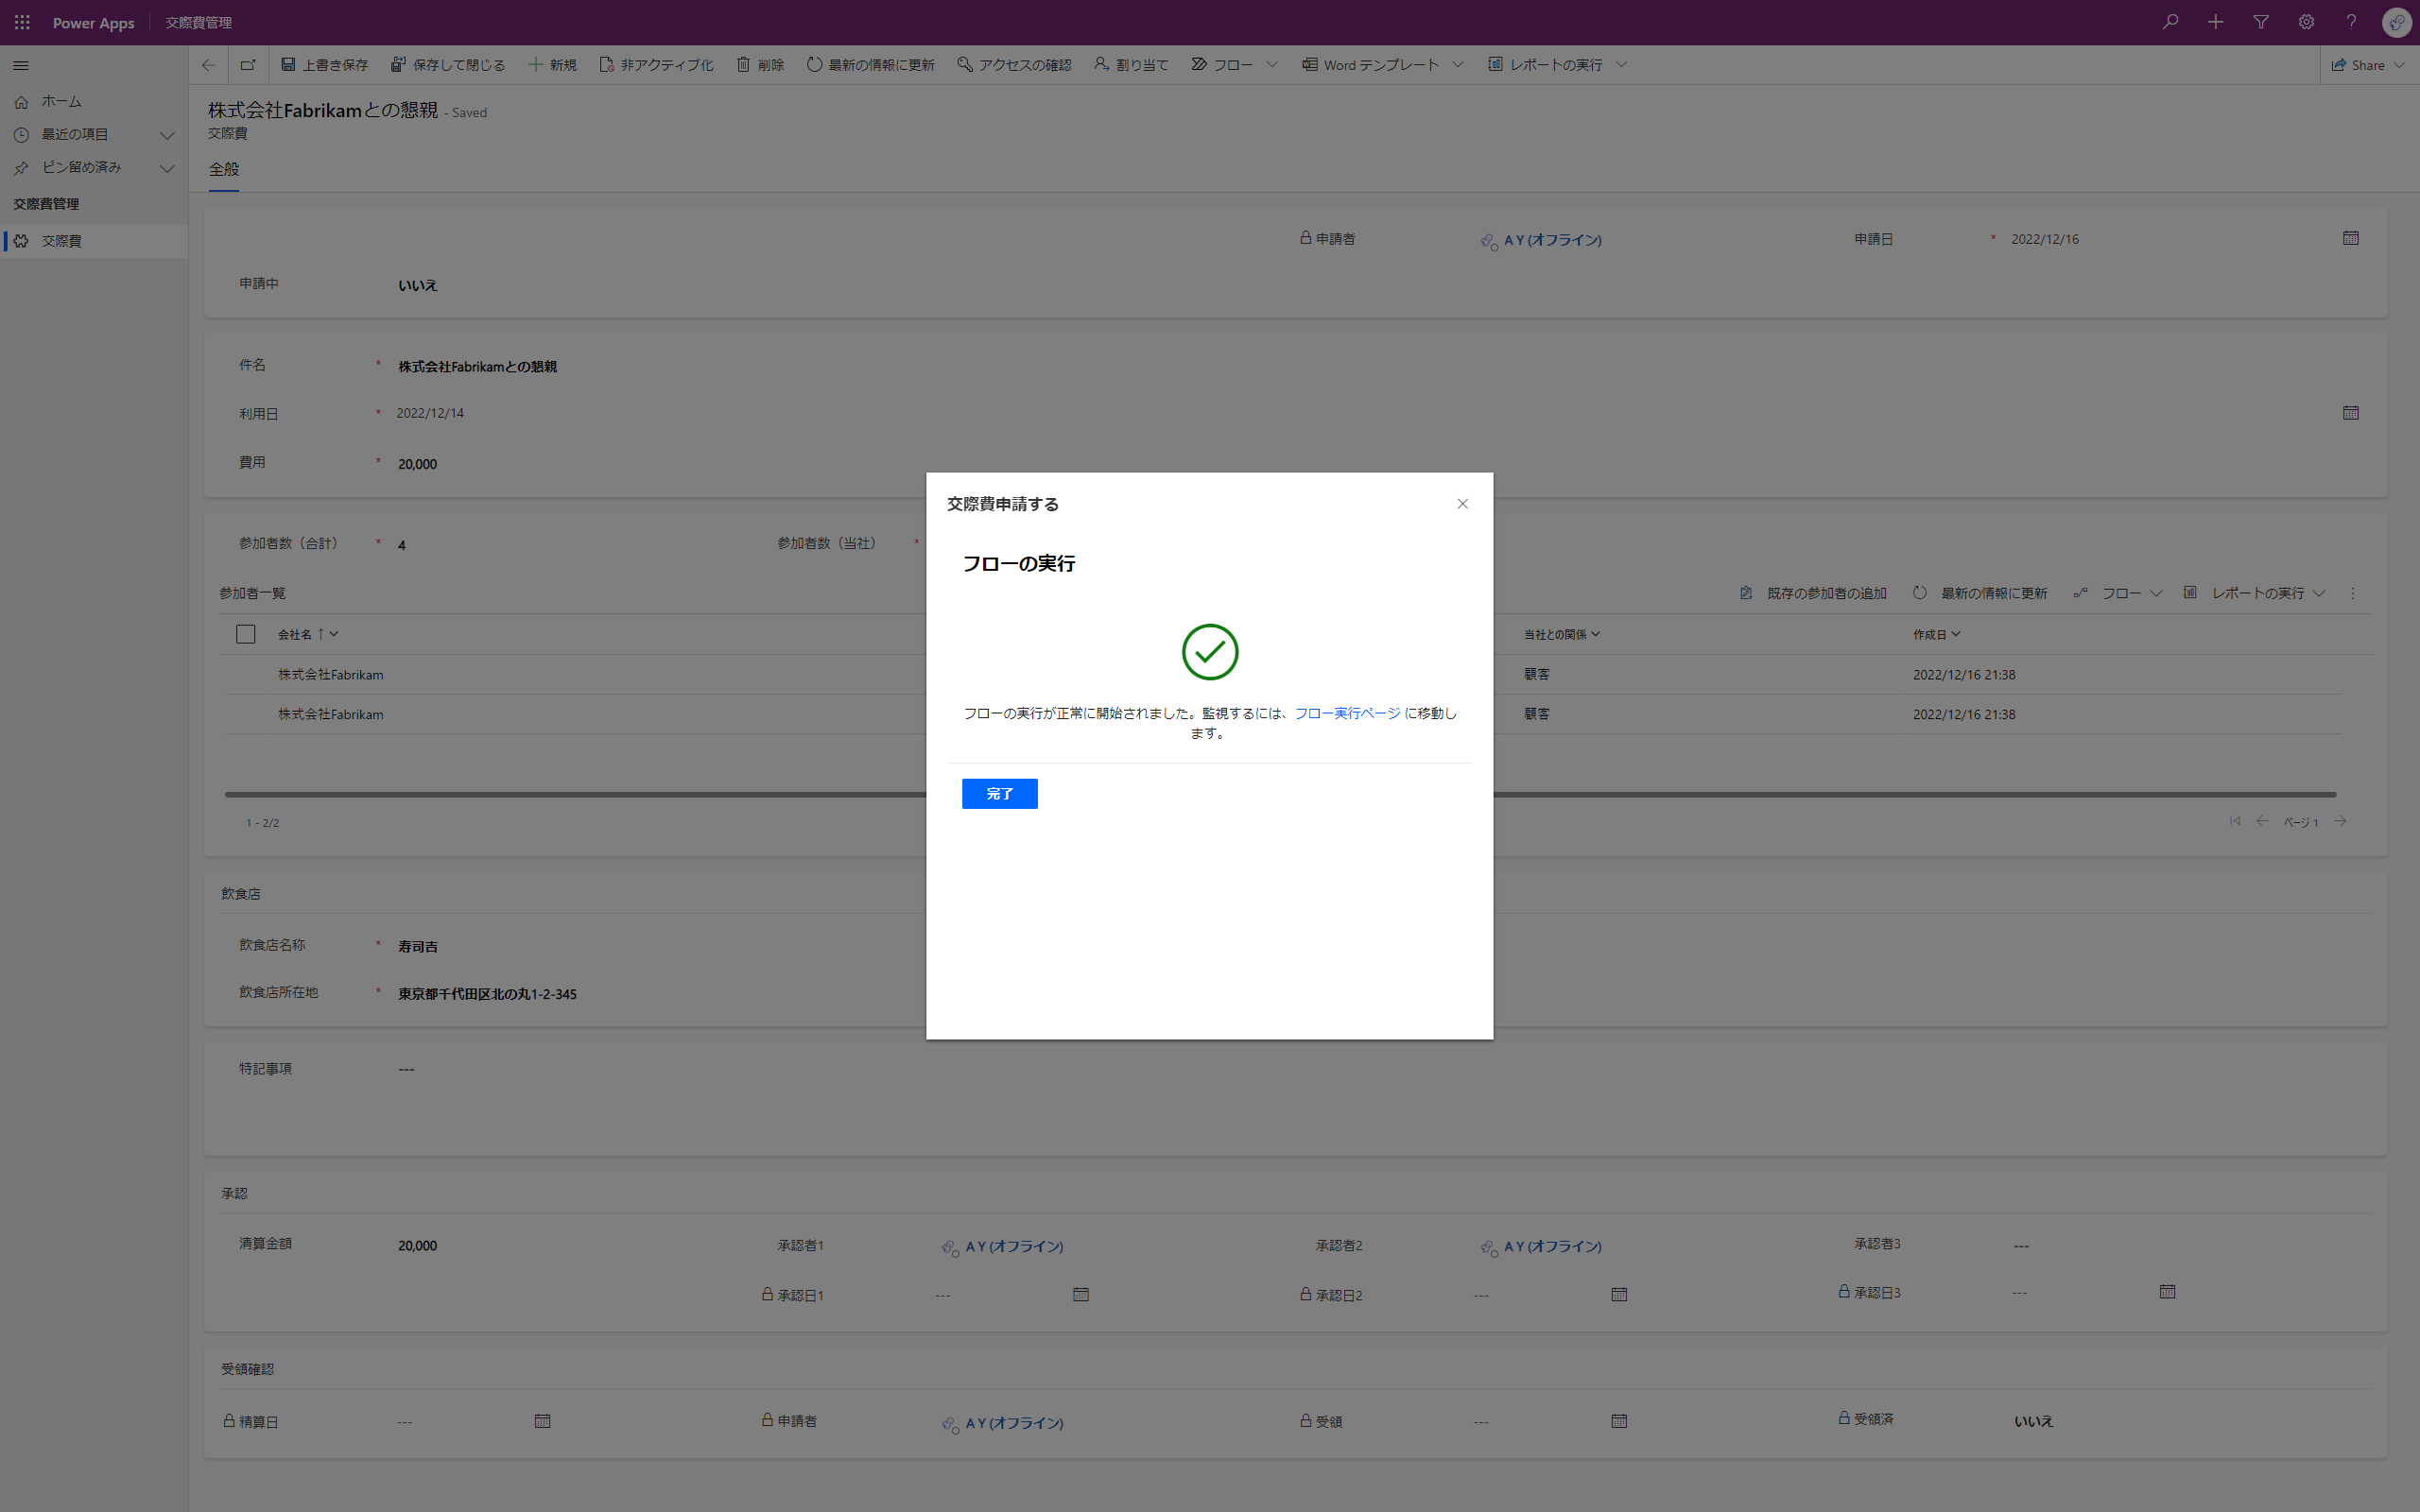 Power Apps 交際費管理
上書き保存 保存して閉じる 新規 非アクティブ化 削除 最新の情報に更新 アクセスの確認 割り当て フロー Word テンプレート レポートの実行 Share
ホーム
最近の項目
ピン留め済み
交際費管理
交際費
株式会社Fabrikamとの懇親 - Saved
交際費
全般
申請者 A Y (オフライン) 申請日 * 2022/12/16
申請中 いいえ
件名 * 株式会社Fabrikamとの懇親
利用日 * 2022/12/14
費用 * 20,000
参加者数（合計） * 4 参加者数（当社） *
参加者一覧 既存の参加者の追加 最新の情報に更新 フロー レポートの実行
会社名 ↑ 当社との関係 作成日
株式会社Fabrikam 顧客 2022/12/16 21:38
株式会社Fabrikam 顧客 2022/12/16 21:38
1 - 2/2 ページ 1
交際費申請する
フローの実行
フローの実行が正常に開始されました。監視するには、フロー実行ページ に移動し
ます。
完了
飲食店
飲食店名称 * 寿司吉
飲食店所在地 * 東京都千代田区北の丸1-2-345
特記事項 ---
承認
清算金額 20,000 承認者1 A Y (オフライン) 承認者2 A Y (オフライン) 承認者3 ---
承認日1 --- 承認日2 --- 承認日3 ---
受領確認
精算日 --- 申請者 A Y (オフライン) 受領 --- 受領済 いいえ